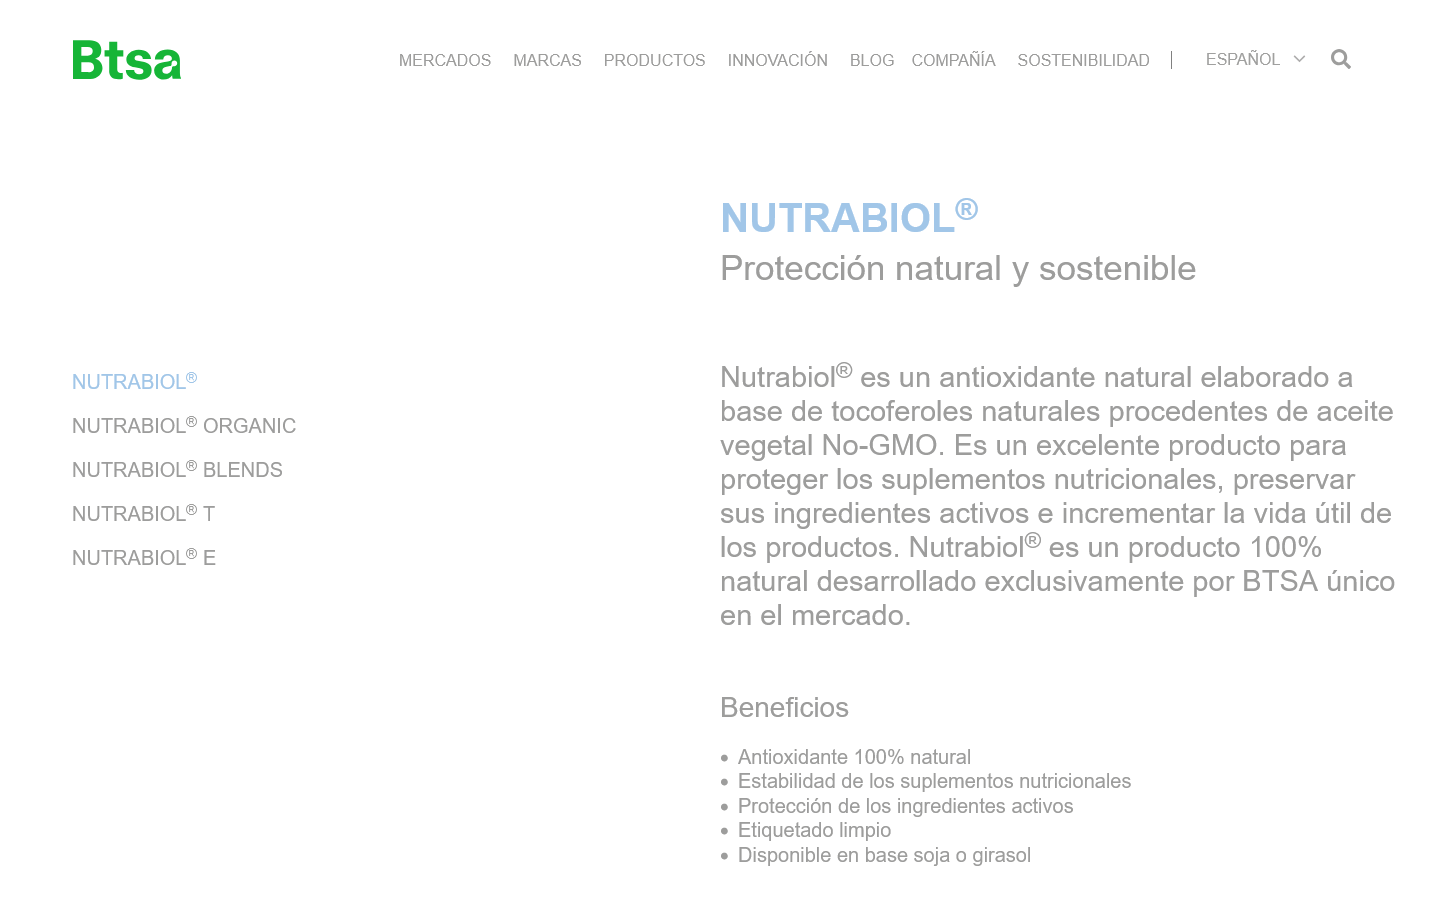 Btsa
MERCADOS MARCAS PRODUCTOS INNOVACIÓN BLOG COMPAÑÍA SOSTENIBILIDAD | ESPAÑOL
NUTRABIOL®
NUTRABIOL® ORGANIC
NUTRABIOL® BLENDS
NUTRABIOL® T
NUTRABIOL® E
NUTRABIOL®
Protección natural y sostenible
Nutrabiol® es un antioxidante natural elaborado a
base de tocoferoles naturales procedentes de aceite
vegetal No-GMO. Es un excelente producto para
proteger los suplementos nutricionales, preservar
sus ingredientes activos e incrementar la vida útil de
los productos. Nutrabiol® es un producto 100%
natural desarrollado exclusivamente por BTSA único
en el mercado.
Beneficios
• Antioxidante 100% natural
• Estabilidad de los suplementos nutricionales
• Protección de los ingredientes activos
• Etiquetado limpio
• Disponible en base soja o girasol